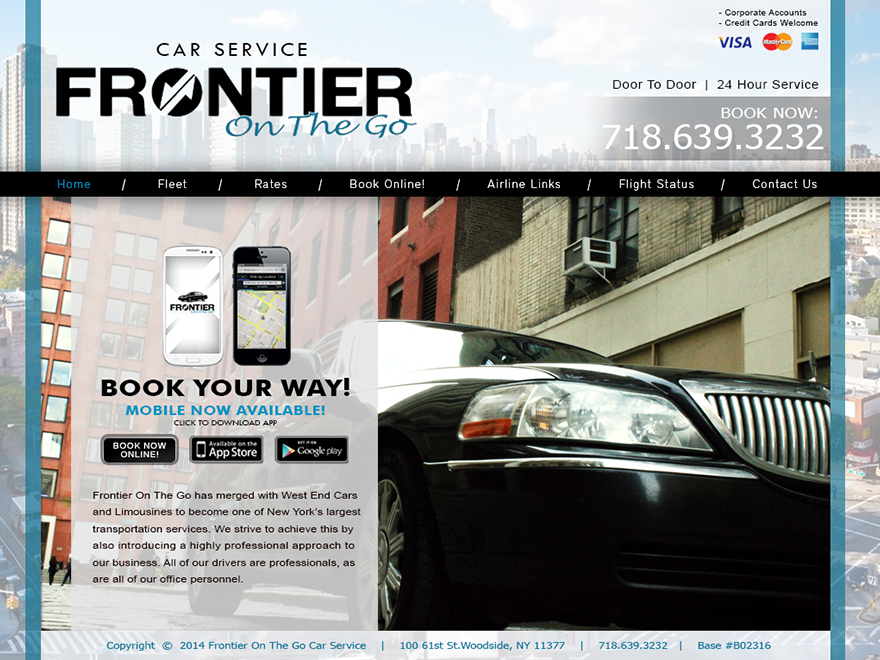 - Corporate Accounts
- Credit Cards Welcome
VISA MasterCard
CAR SERVICE
FRONTIER
On The Go
Door To Door | 24 Hour Service
BOOK NOW:
718.639.3232
Home / Fleet / Rates / Book Online! / Airline Links / Flight Status / Contact Us
FRONTIER
BOOK YOUR WAY!
MOBILE NOW AVAILABLE!
CLICK TO DOWNLOAD APP
BOOK NOW
ONLINE!
Available on the
App Store
GET IT ON
Google play
Frontier On The Go has merged with West End Cars
and Limousines to become one of New York's largest
transportation services. We strive to achieve this by
also introducing a highly professional approach to
our business. All of our drivers are professionals, as
are all of our office personnel.
Copyright © 2014 Frontier On The Go Car Service | 100 61st St.Woodside, NY 11377 | 718.639.3232 | Base #B02316